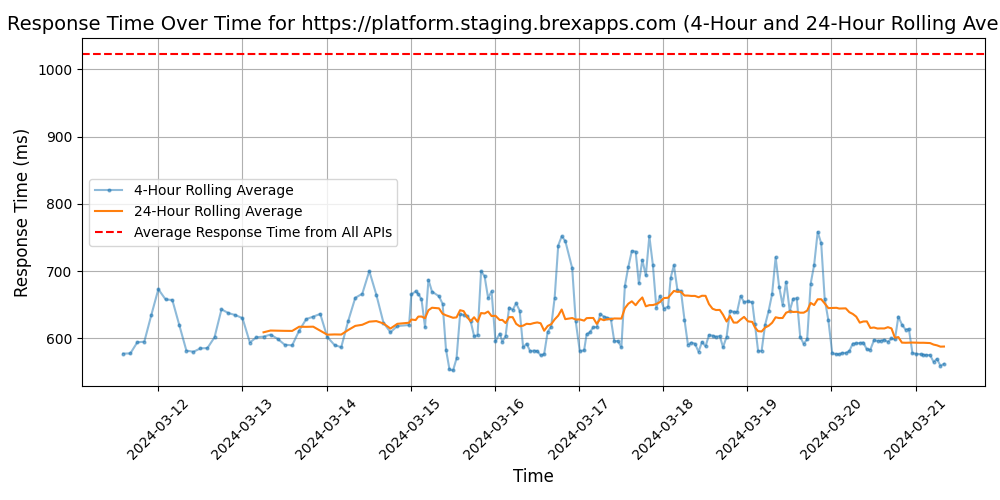 Response Time Over Time for https://platform.staging.brexapps.com (4-Hour and 24-Hour Rolling Ave
Response Time (ms)
1000
900
800
700
600
4-Hour Rolling Average
24-Hour Rolling Average
Average Response Time from All APIs
2024-03-12
2024-03-13
2024-03-14
2024-03-15
2024-03-16
2024-03-17
2024-03-18
2024-03-19
2024-03-20
2024-03-21
Time